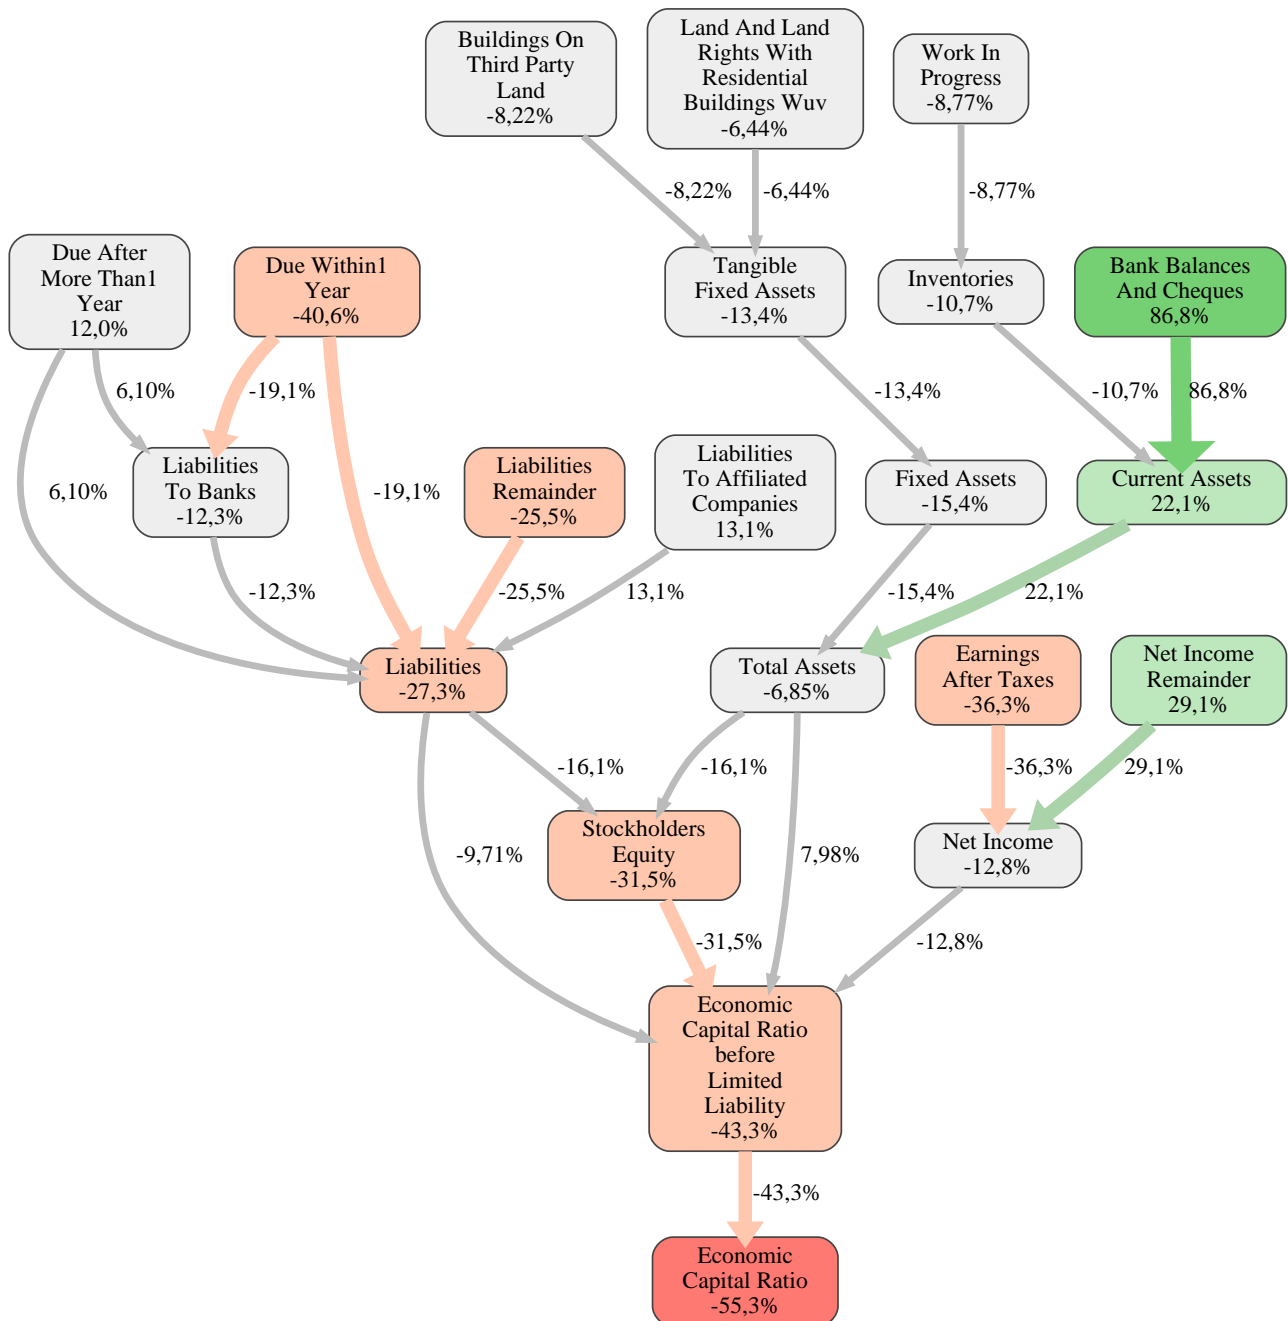 Buildings On
Third Party
Land
-8,22%
Land And Land
Rights With
Residential
Buildings Wuv
-6,44%
Work In
Progress
-8,77%
-8,22%
-6,44%
-8,77%
Due After
More Than1
Year
12,0%
Due Within1
Year
-40,6%
Tangible
Fixed Assets
-13,4%
Inventories
-10,7%
Bank Balances
And Cheques
86,8%
6,10%
-19,1%
-13,4%
-10,7%
86,8%
6,10%
Liabilities
To Banks
-12,3%
-19,1%
Liabilities
Remainder
-25,5%
Liabilities
To Affiliated
Companies
13,1%
Fixed Assets
-15,4%
Current Assets
22,1%
-12,3%
-25,5%
13,1%
-15,4%
22,1%
Liabilities
-27,3%
Total Assets
-6,85%
Earnings
After Taxes
-36,3%
Net Income
Remainder
29,1%
-16,1%
-16,1%
-36,3%
29,1%
-9,71%
Stockholders
Equity
-31,5%
7,98%
Net Income
-12,8%
-31,5%
-12,8%
Economic
Capital Ratio
before
Limited
Liability
-43,3%
-43,3%
Economic
Capital Ratio
-55,3%